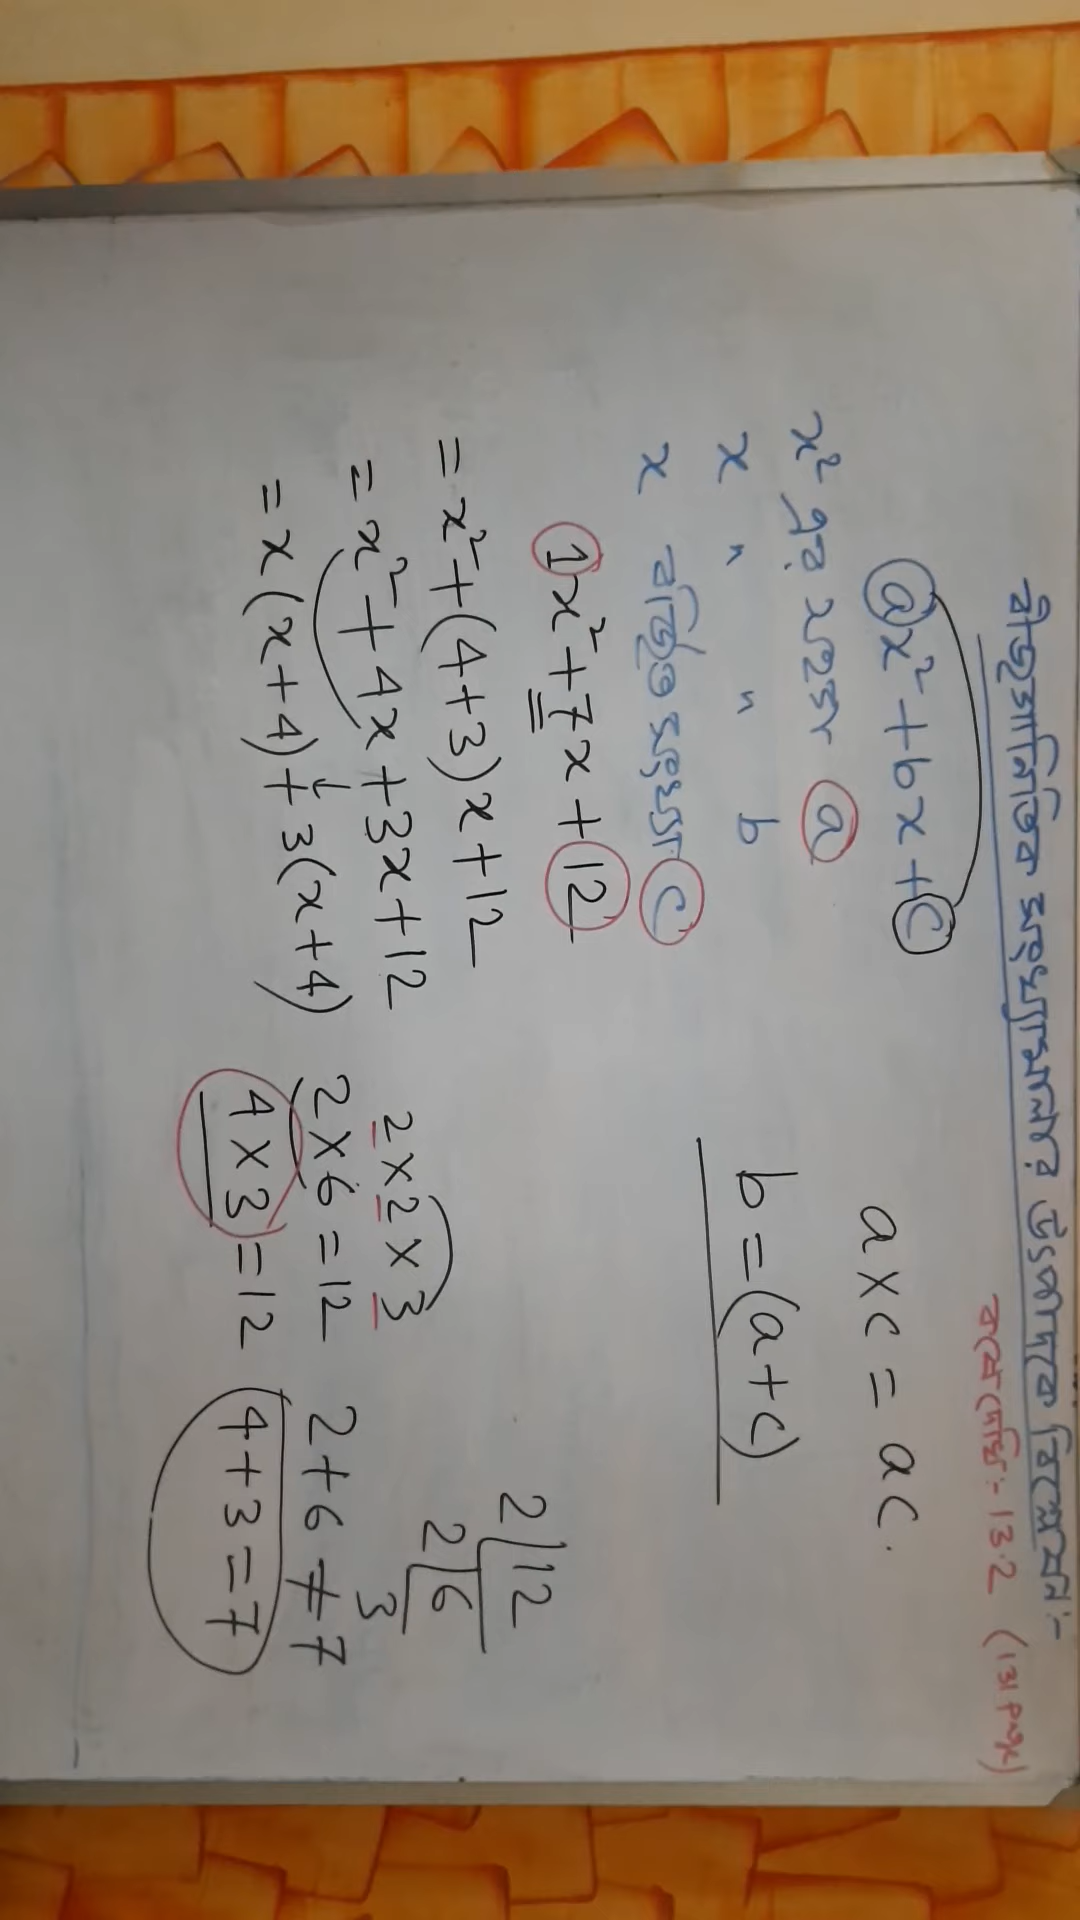 বীজগাণিতিক সংখ্যামালার উৎপাদকে বিশ্লেষণ:-
কষে দেখি:- 13.2 (131 page)
ax² + bx + c
a × c = ac.
x² এর সহগ a
x " " b
b = (a + c)
x বর্জিত সংখ্যা c
1x² + 7x + 12
= x² + (4+3)x + 12
= x² + 4x + 3x + 12
= x(x+4) + 3(x+4)
2|12
2|6
3
2 × 2 × 3
2 × 6 = 12 2 + 6 ≠ 7
4 × 3 = 12 4 + 3 = 7